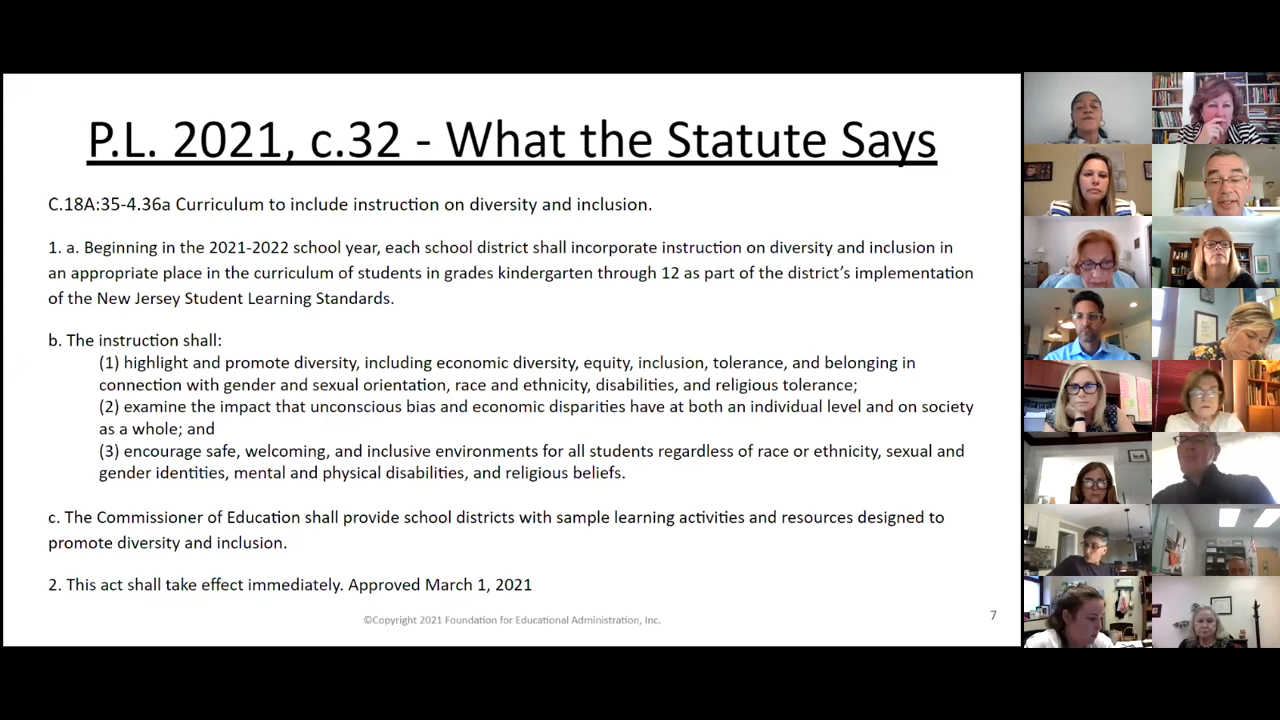 P.L. 2021, c.32 - What the Statute Says
C.18A:35-4.36a Curriculum to include instruction on diversity and inclusion.
1. a. Beginning in the 2021-2022 school year, each school district shall incorporate instruction on diversity and inclusion in
an appropriate place in the curriculum of students in grades kindergarten through 12 as part of the district’s implementation
of the New Jersey Student Learning Standards.
b. The instruction shall:
(1) highlight and promote diversity, including economic diversity, equity, inclusion, tolerance, and belonging in
connection with gender and sexual orientation, race and ethnicity, disabilities, and religious tolerance;
(2) examine the impact that unconscious bias and economic disparities have at both an individual level and on society
as a whole; and
(3) encourage safe, welcoming, and inclusive environments for all students regardless of race or ethnicity, sexual and
gender identities, mental and physical disabilities, and religious beliefs.
c. The Commissioner of Education shall provide school districts with sample learning activities and resources designed to
promote diversity and inclusion.
2. This act shall take effect immediately. Approved March 1, 2021
©Copyright 2021 Foundation for Educational Administration, Inc.
7